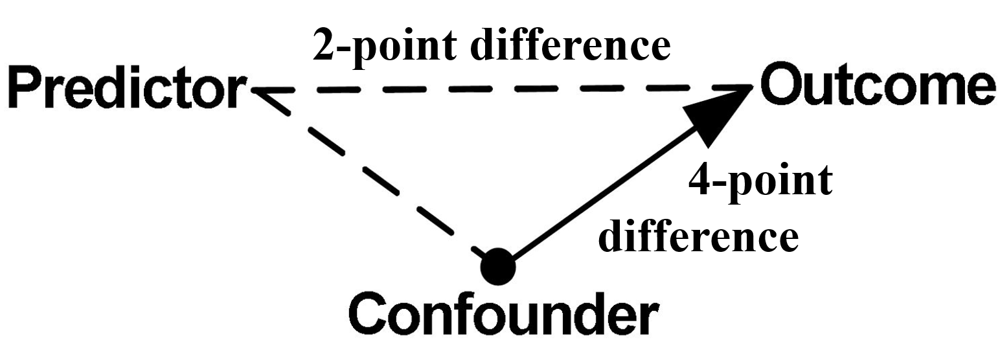 2-point difference
Predictor
Outcome
4-point
difference
Confounder